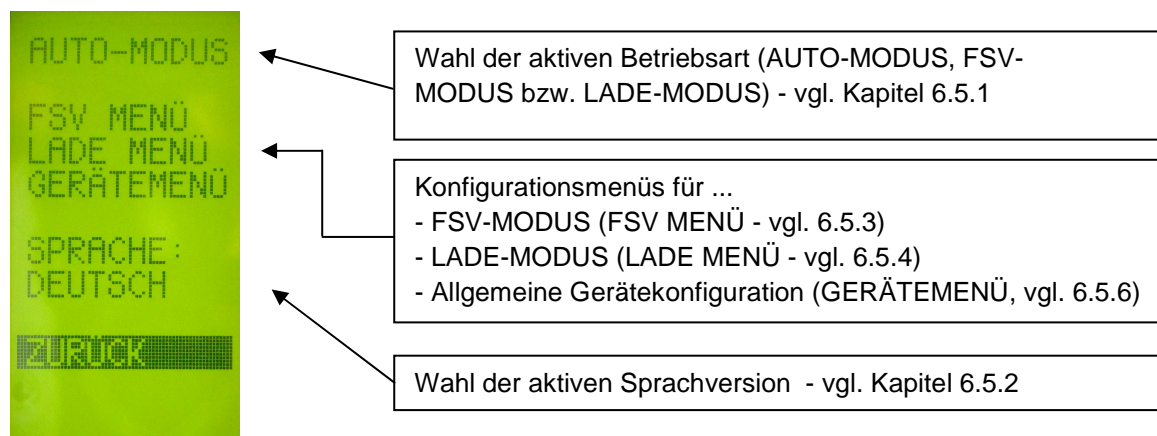 AUTO-MODUS
FSV MENÜ
LADE MENÜ
GERÄTEMENÜ
SPRACHE:
DEUTSCH
ZURÜCK
Wahl der aktiven Betriebsart (AUTO-MODUS, FSV-
MODUS bzw. LADE-MODUS) - vgl. Kapitel 6.5.1
Konfigurationsmenüs für ...
- FSV-MODUS (FSV MENÜ - vgl. 6.5.3)
- LADE-MODUS (LADE MENÜ - vgl. 6.5.4)
- Allgemeine Gerätekonfiguration (GERÄTEMENÜ, vgl. 6.5.6)
Wahl der aktiven Sprachversion - vgl. Kapitel 6.5.2